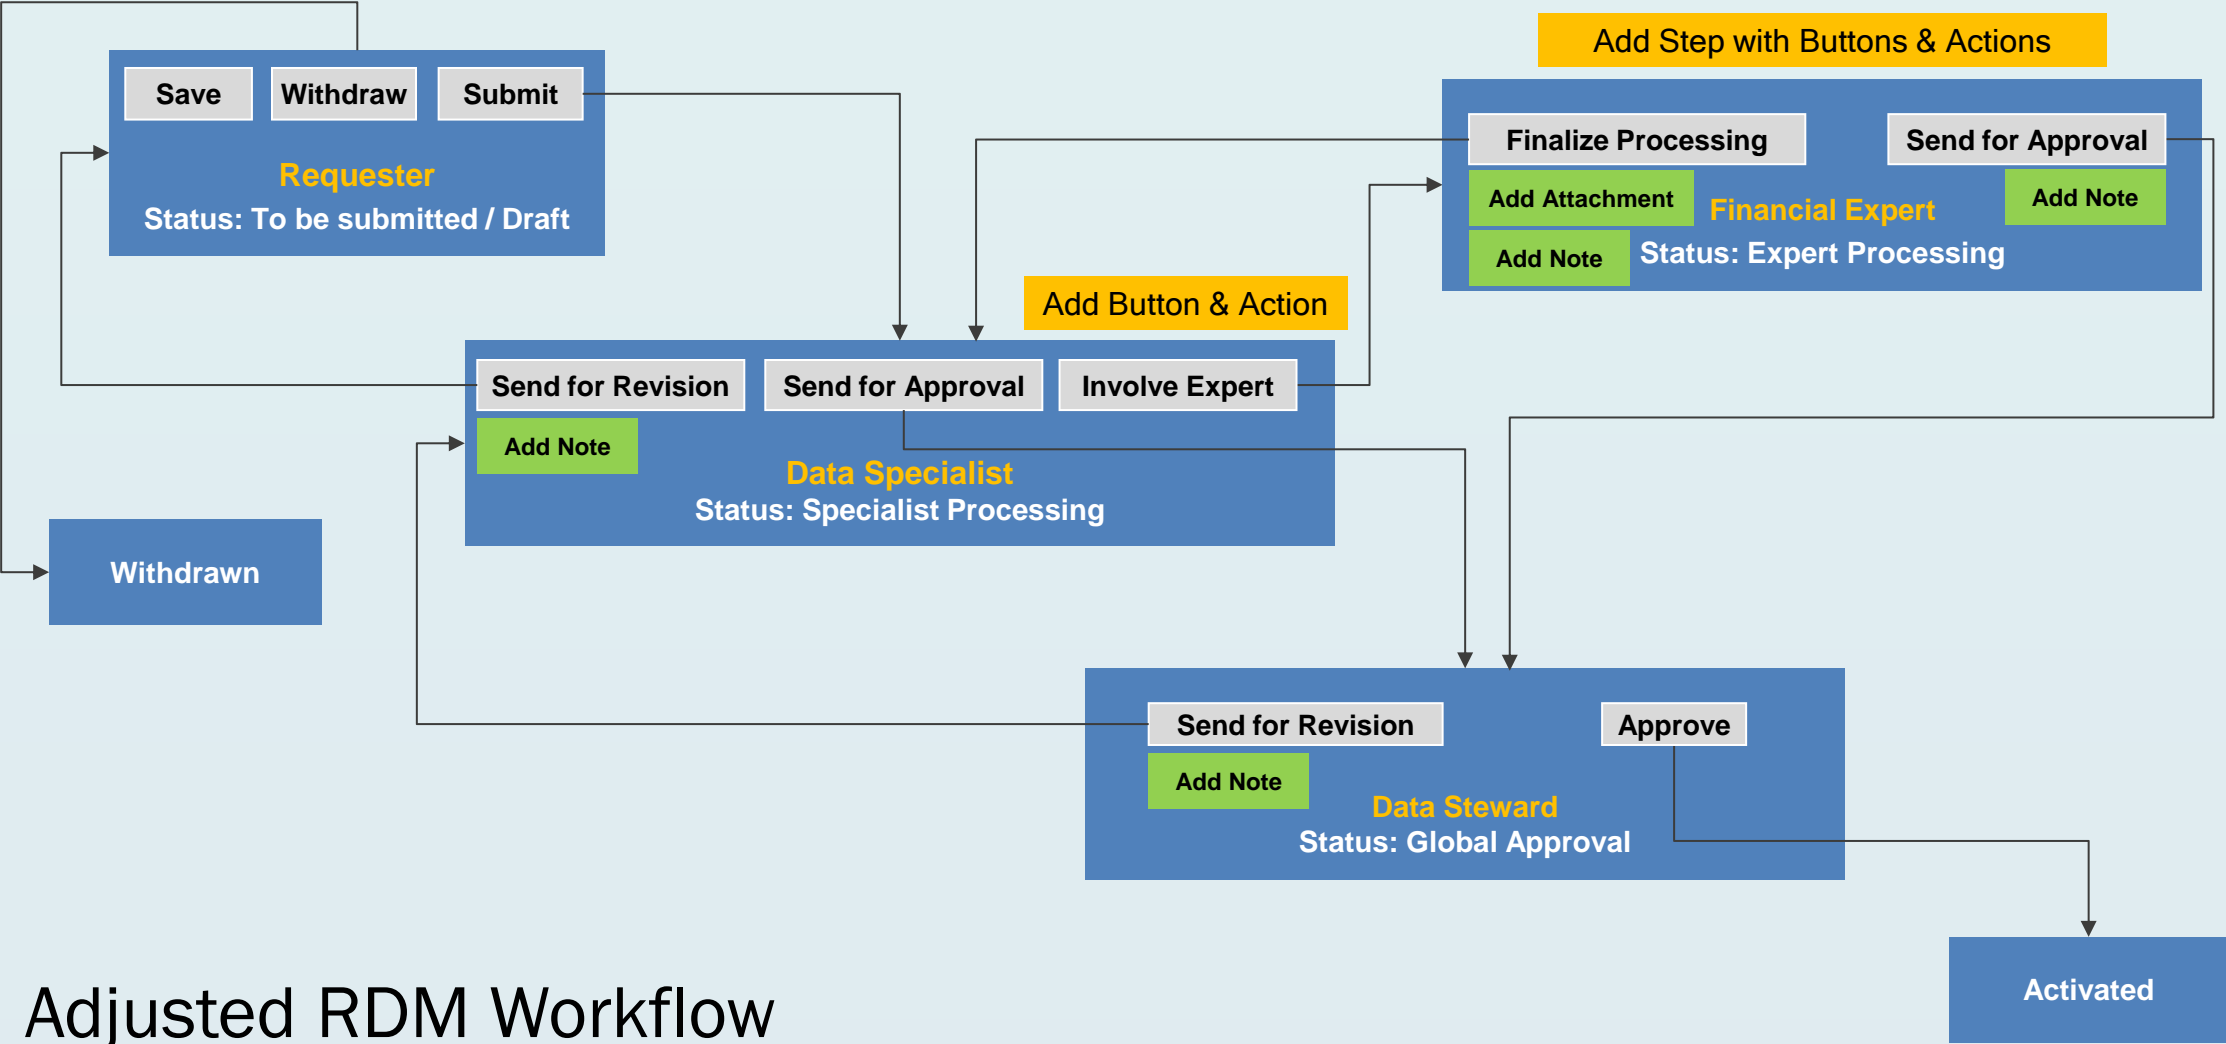 Add Step with Buttons & Actions
Save
Withdraw
Submit
Requester
Status: To be submitted / Draft
Finalize Processing
Send for Approval
Add Attachment
Financial Expert
Add Note
Add Note
Status: Expert Processing
Add Button & Action
Send for Revision
Send for Approval
Involve Expert
Add Note
Data Specialist
Status: Specialist Processing
Withdrawn
Send for Revision
Approve
Add Note
Data Steward
Status: Global Approval
Activated
Adjusted RDM Workflow